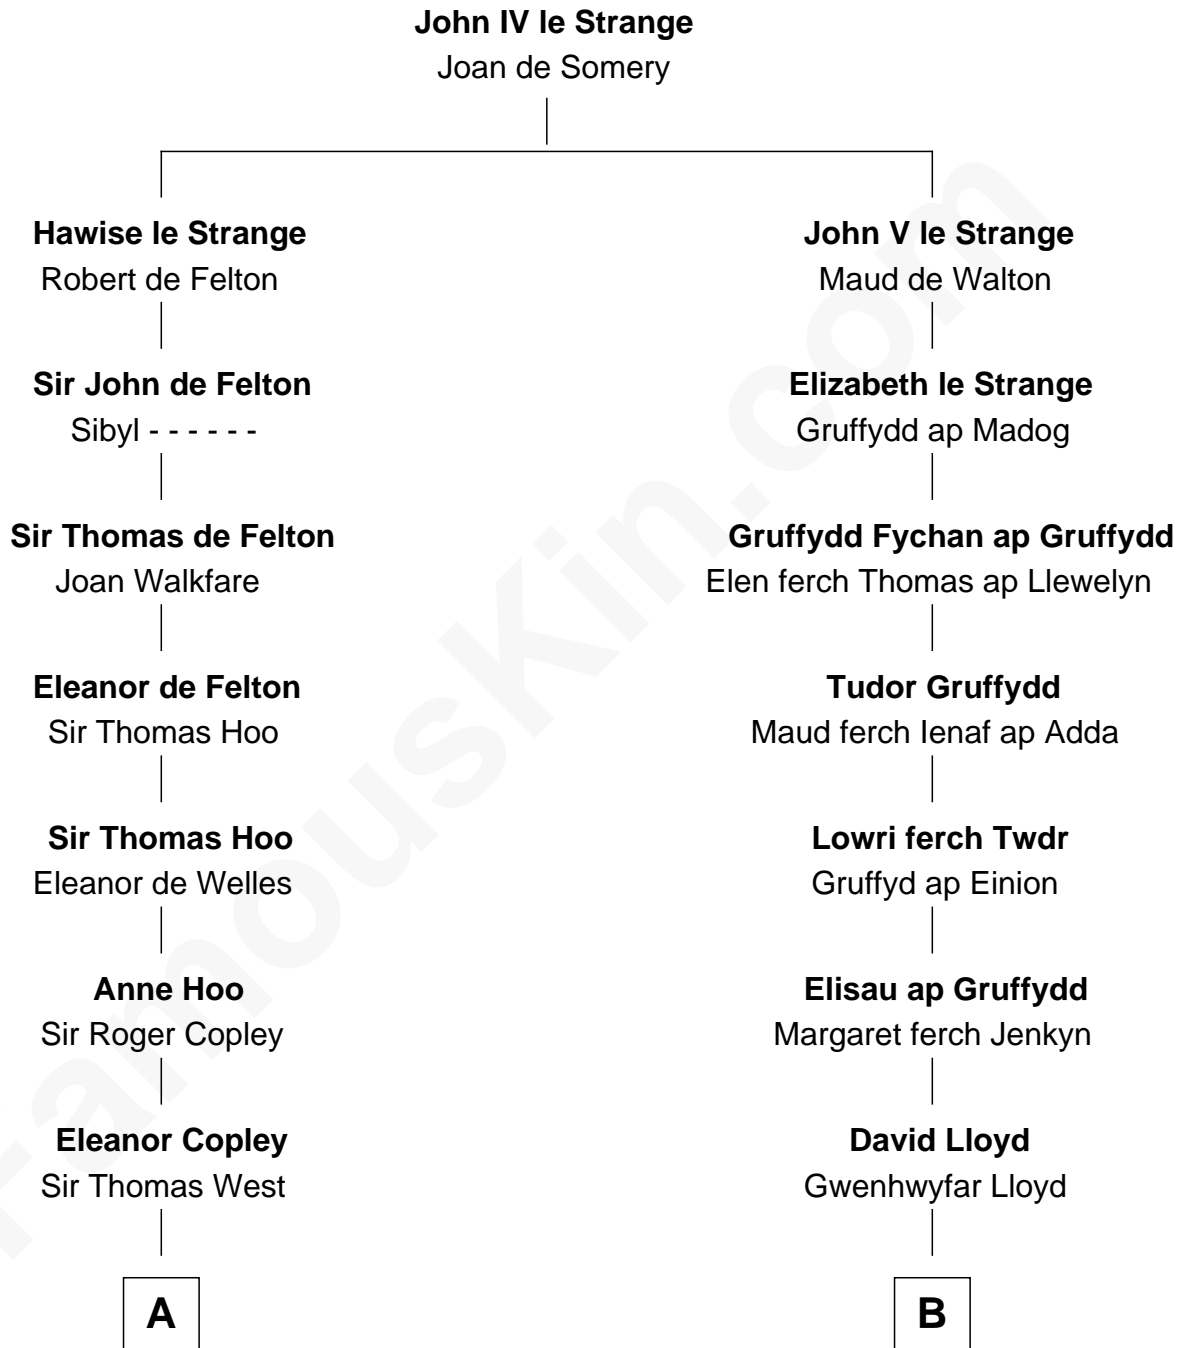 John IV le Strange
Joan de Somery
Hawise le Strange
Robert de Felton
John V le Strange
Maud de Walton
Sir John de Felton
Sibyl - - - - - -
Elizabeth le Strange
Gruffydd ap Madog
Sir Thomas de Felton
Joan Walkfare
Gruffydd Fychan ap Gruffydd
Elen ferch Thomas ap Llewelyn
Eleanor de Felton
Sir Thomas Hoo
Tudor Gruffydd
Maud ferch Ienaf ap Adda
Sir Thomas Hoo
Eleanor de Welles
Lowri ferch Twdr
Gruffyd ap Einion
Anne Hoo
Sir Roger Copley
Elisau ap Gruffydd
Margaret ferch Jenkyn
Eleanor Copley
Sir Thomas West
David Lloyd
Gwenhwyfar Lloyd
A
B
FamousKin.com